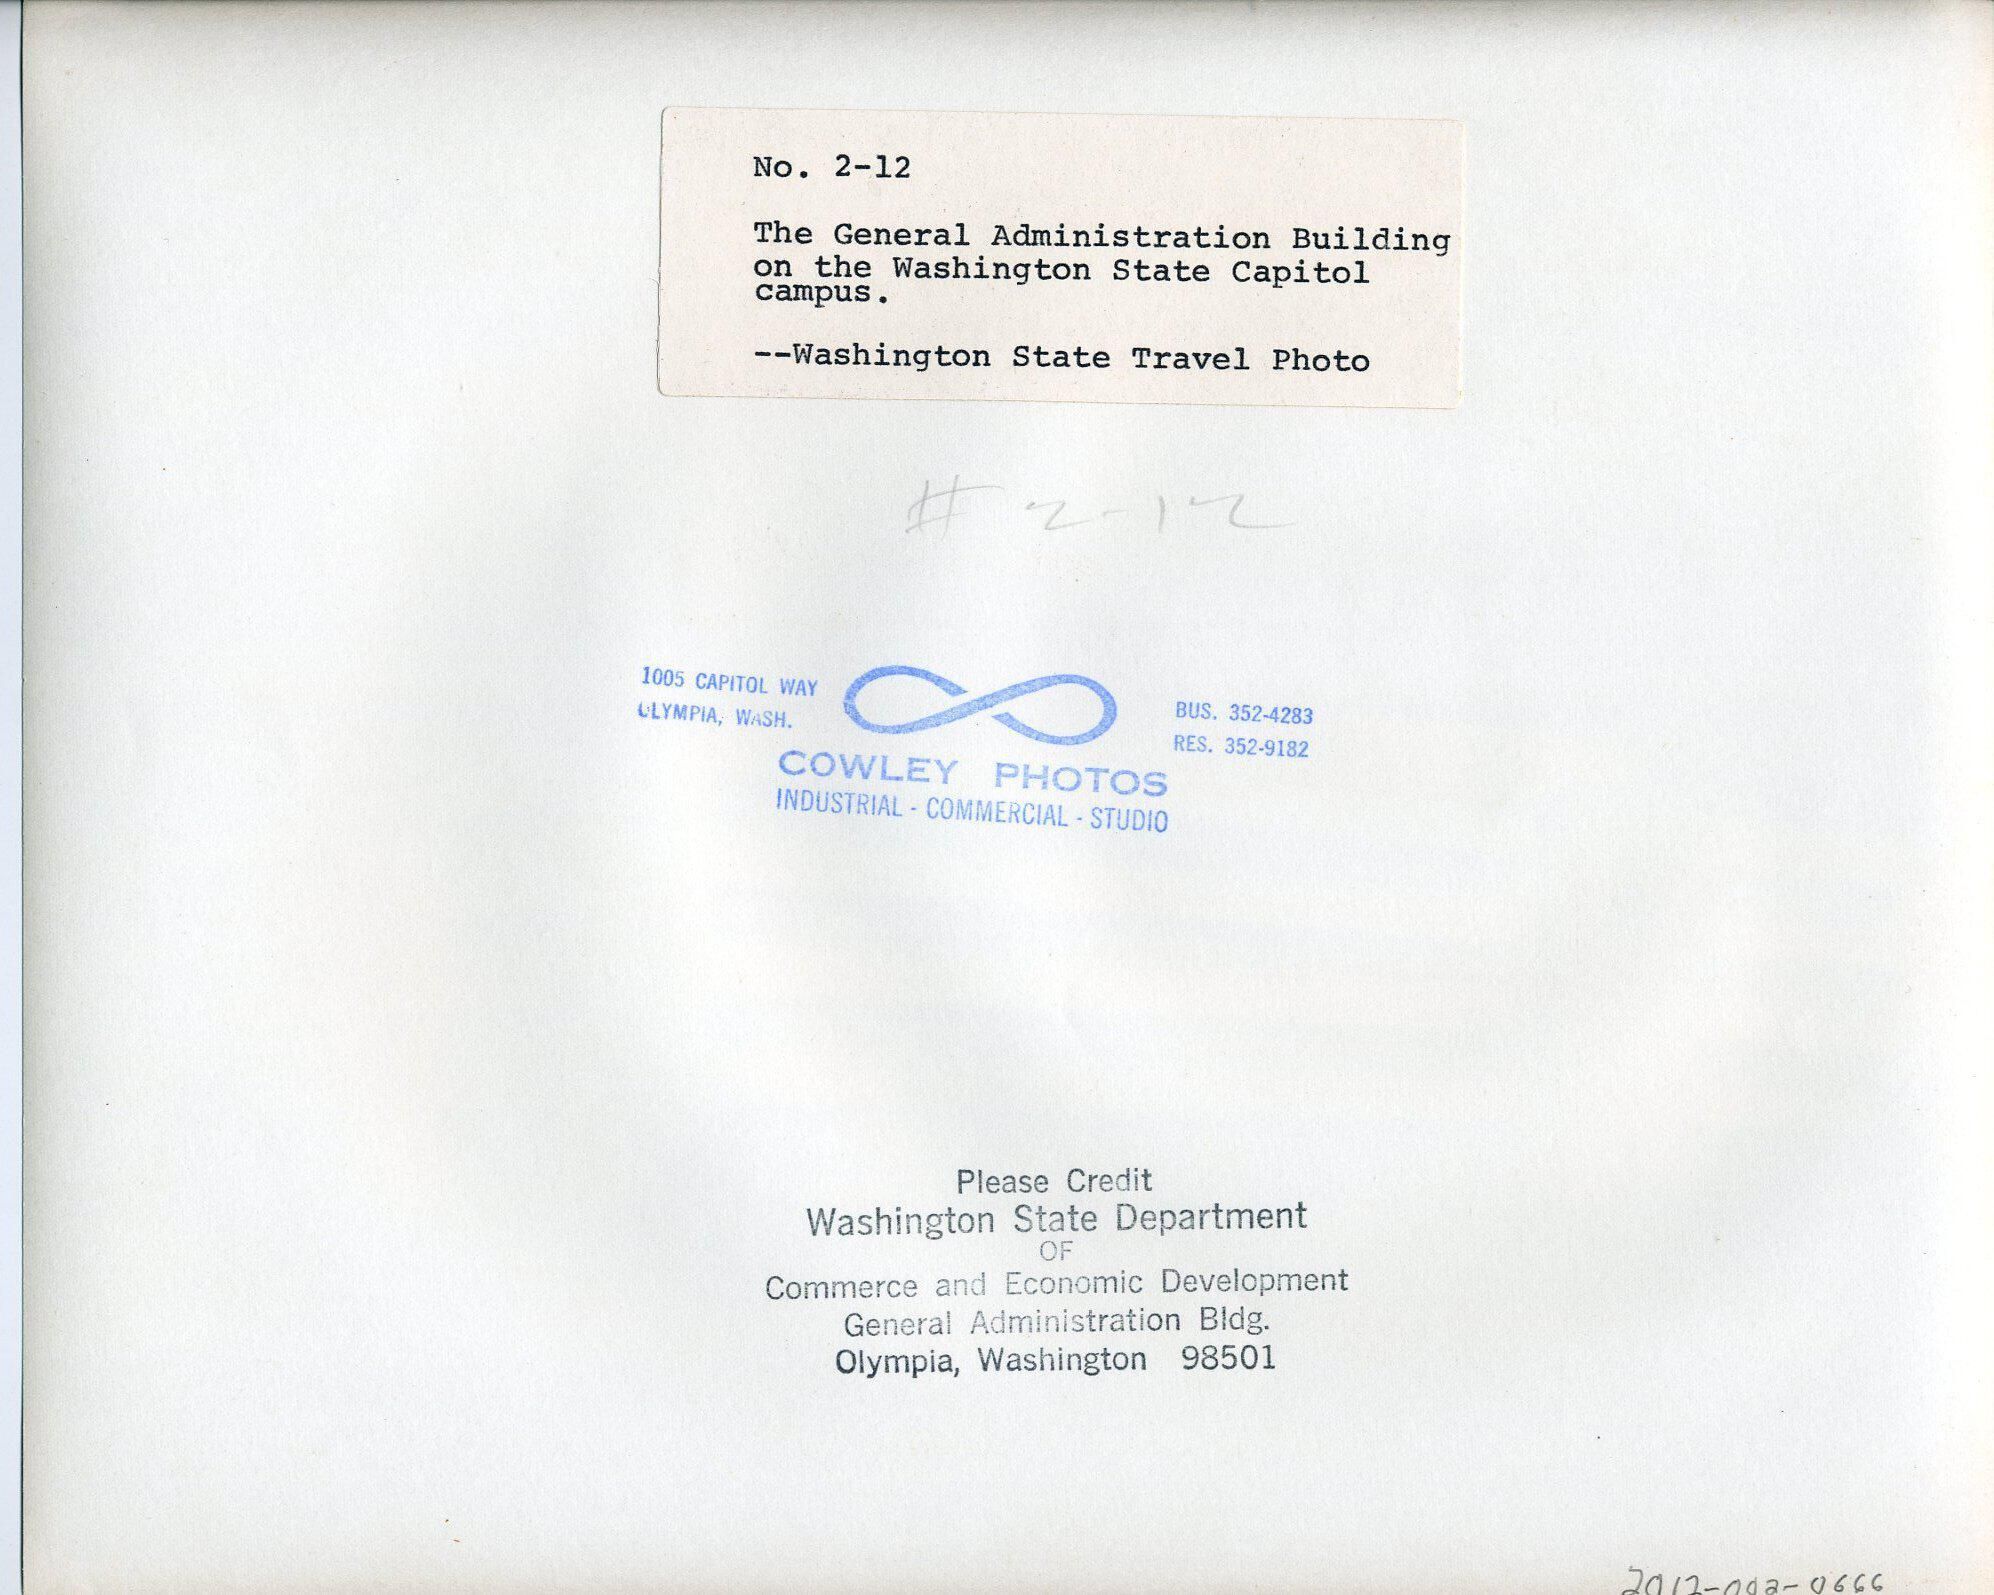 No. 2-12
The General Administration Building
on the Washington State Capitol
campus.
--Washington State Travel Photo
# 2-12
1005 CAPITOL WAY
OLYMPIA, WASH.
BUS. 352-4283
RES. 352-9182
COWLEY PHOTOS
INDUSTRIAL - COMMERCIAL - STUDIO
Please Credit
Washington State Department
OF
Commerce and Economic Development
General Administration Bldg.
Olympia, Washington 98501